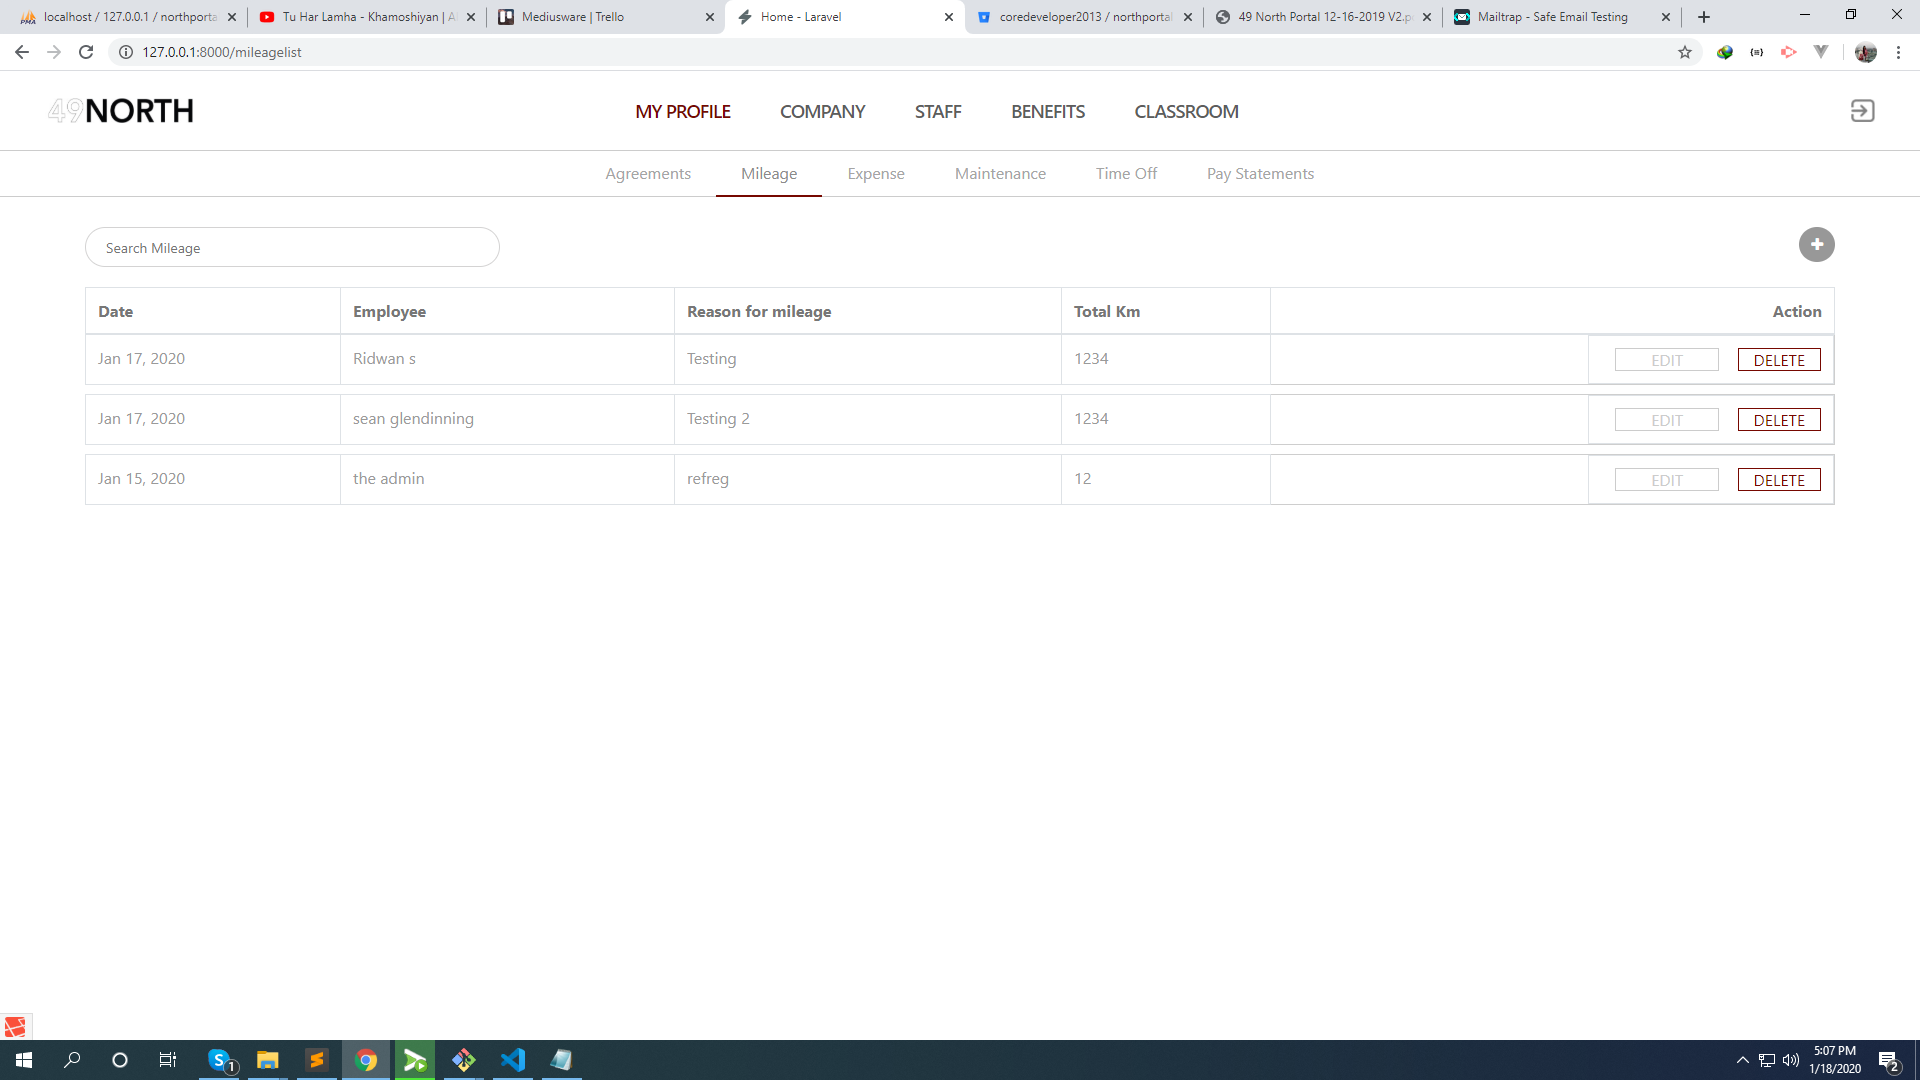 localhost / 127.0.0.1 / northporta
Tu Har Lamha - Khamoshiyan |
Mediusware | Trello
Home - Laravel
coredeveloper2013 / northportal
49 North Portal 12-16-2019 V2.p
Mailtrap - Safe Email Testing
127.0.0.1:8000/mileagelist
49NORTH
MY PROFILE
COMPANY
STAFF
BENEFITS
CLASSROOM
Agreements
Mileage
Expense
Maintenance
Time Off
Pay Statements
Search Mileage
Date Employee Reason for mileage Total Km Action
Jan 17, 2020 Ridwan s Testing 1234 EDIT DELETE
Jan 17, 2020 sean glendinning Testing 2 1234 EDIT DELETE
Jan 15, 2020 the admin refreg 12 EDIT DELETE
1
5:07 PM
1/18/2020
2